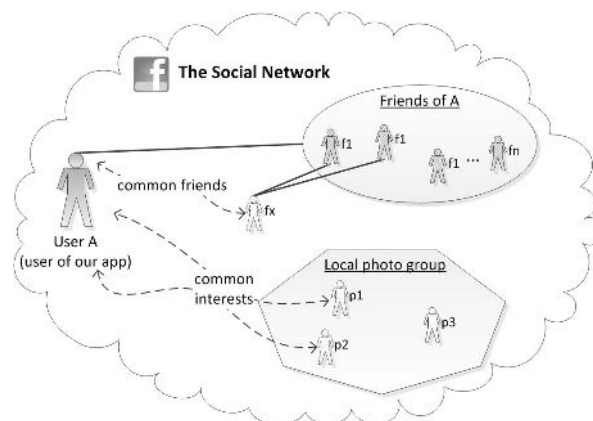 f The Social Network
Friends of A
f1
f1
f1
...
fn
common friends
fx
User A
(user of our app)
Local photo group
common
interests
p1
p2
p3